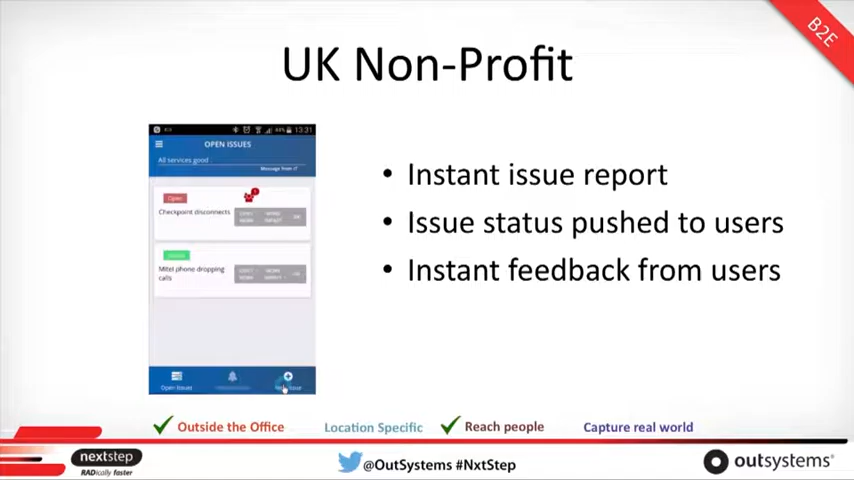 B2E
UK Non-Profit
13:31
OPEN ISSUES
All services good
Message from IT
Open
Checkpoint disconnects
Mitel phone dropping
calls
Open Issues
• Instant issue report
• Issue status pushed to users
• Instant feedback from users
Outside the Office
Location Specific
Reach people
Capture real world
nextstep
RADically faster
@OutSystems #NxtStep
outsystems®